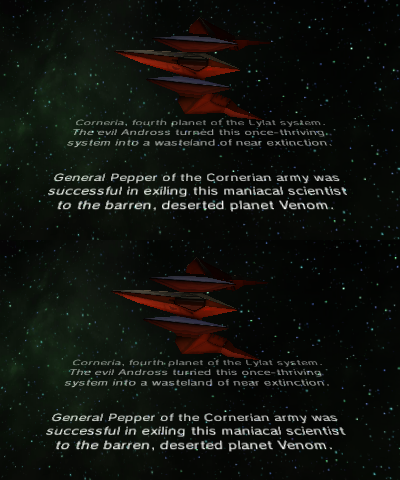 Corneria, fourth planet of the Lylat system.
The evil Andross turned this once-thriving
system into a wasteland of near extinction.
General Pepper of the Cornerian army was
successful in exiling this maniacal scientist
to the barren, deserted planet Venom.
Corneria, fourth planet of the Lylat system.
The evil Andross turned this once-thriving
system into a wasteland of near extinction.
General Pepper of the Cornerian army was
successful in exiling this maniacal scientist
to the barren, deserted planet Venom.